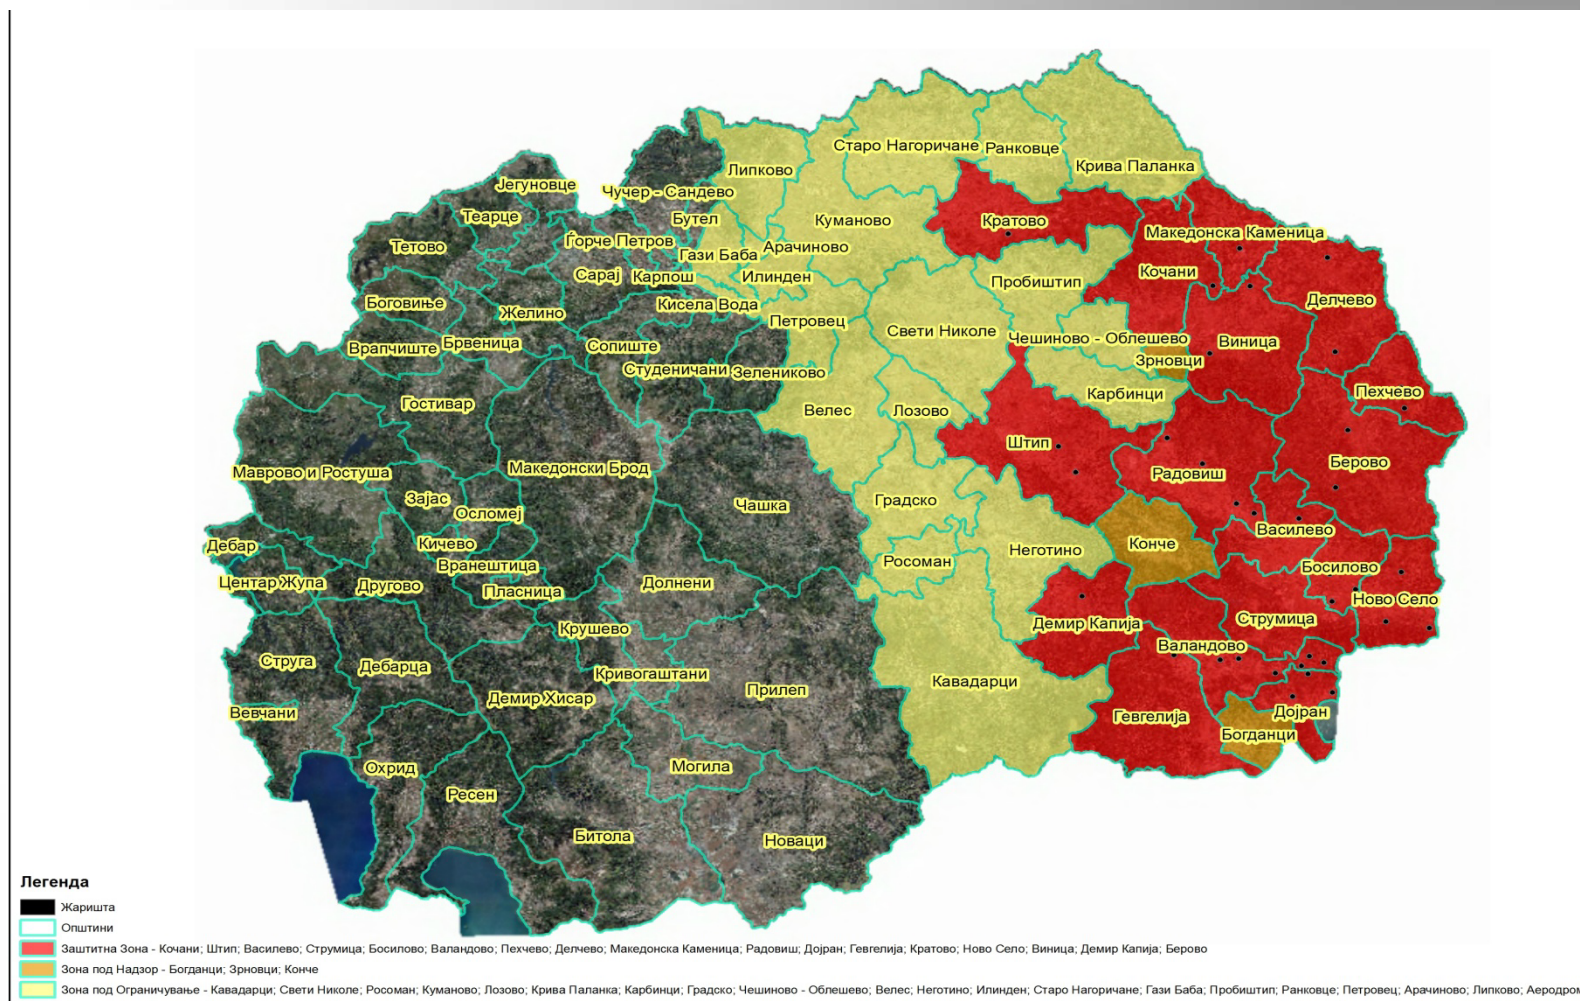 Старо Нагоричане
Ранковце
Крива Паланка
Липково
Јегуновце
Чучер - Сандево
Теарце
Бутел
Куманово
Кратово
Македонска Каменица
Тетово
Ѓорче Петров
Гази Баба
Арачиново
Сарај
Карпош
Илинден
Пробиштип
Кочани
Делчево
Боговиње
Желино
Кисела Вода
Петровец
Свети Николе
Чешиново - Облешево
Виница
Врапчиште
Брвеница
Сопиште
Студеничани
Зелениково
Зрновци
Карбинци
Пехчево
Гостивар
Велес
Лозово
Штип
Берово
Маврово и Ростуша
Македонски Брод
Радовиш
Зајас
Осломеј
Чашка
Градско
Василево
Дебар
Кичево
Вранештица
Неготино
Конче
Центар Жупа
Другово
Пласница
Долнени
Росоман
Босилово
Ново Село
Крушево
Демир Капија
Струмица
Струга
Дебарца
Кривогаштани
Валандово
Демир Хисар
Прилеп
Кавадарци
Вевчани
Гевгелија
Дојран
Богданци
Охрид
Могила
Ресен
Битола
Новаци
Легенда
Жаришта
Општини
Заштитна Зона - Кочани; Штип; Василево; Струмица; Босилово; Валандово; Пехчево; Делчево; Македонска Каменица; Радовиш; Дојран; Гевгелија; Кратово; Ново Село; Виница; Демир Капија; Берово
Зона под Надзор - Богданци; Зрновци; Конче
Зона под Ограничување - Кавадарци; Свети Николе; Росоман; Куманово; Лозово; Крива Паланка; Карбинци; Градско; Чешиново - Облешево; Велес; Неготино; Илинден; Старо Нагоричане; Гази Баба; Пробиштип; Ранковце; Петровец; Арачиново; Липково; Аеродром